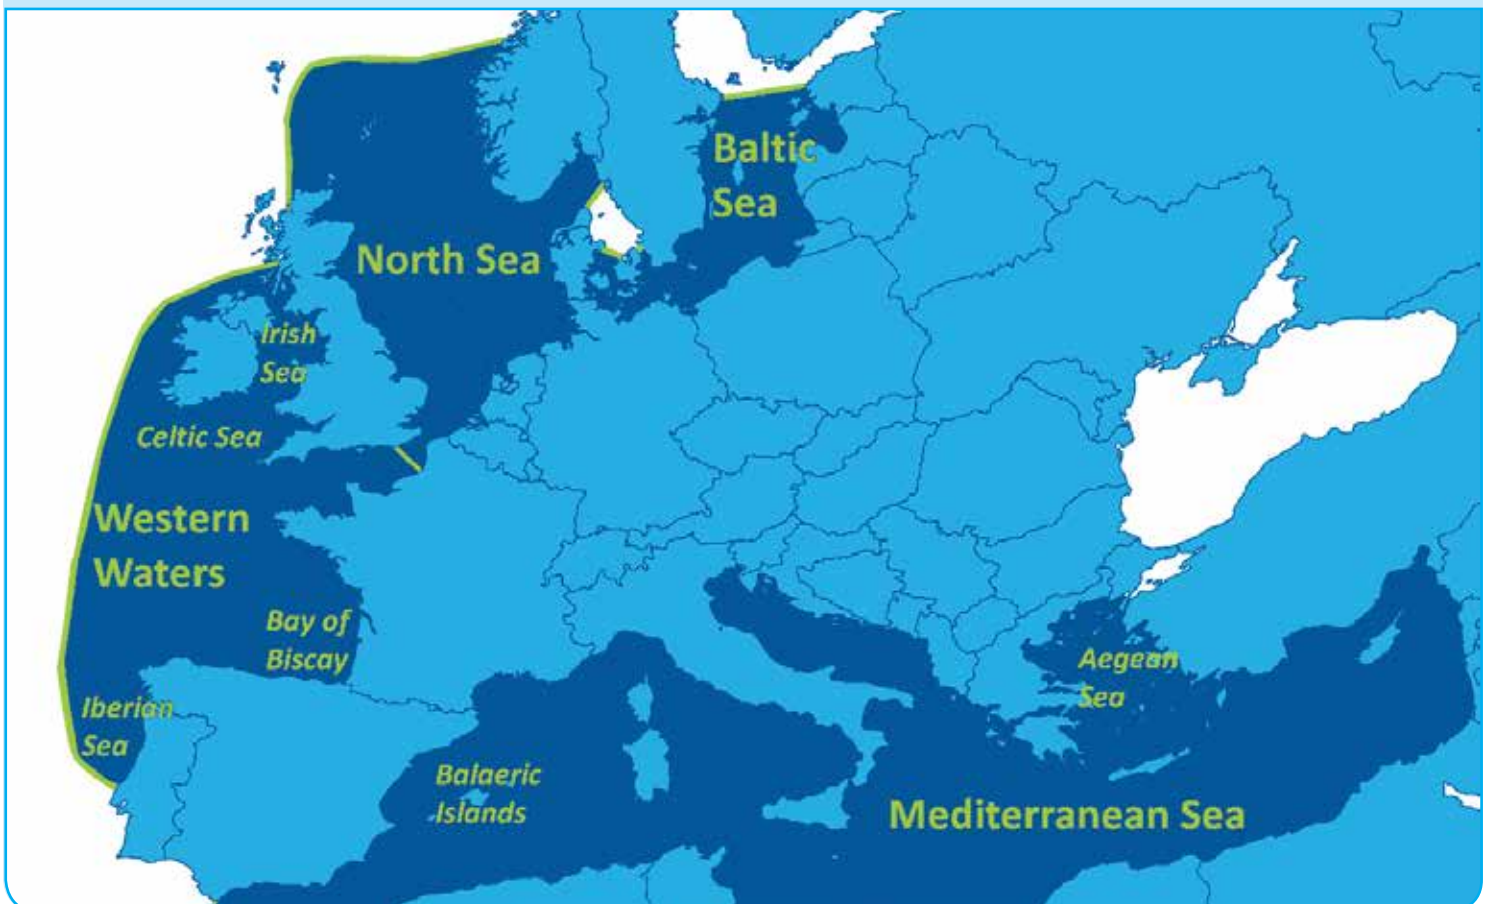 Baltic
Sea
North Sea
Irish
Sea
Celtic Sea
Western
Waters
Bay of
Biscay
Iberian
Sea
Aegean
Sea
Balaeric
Islands
Mediterranean Sea